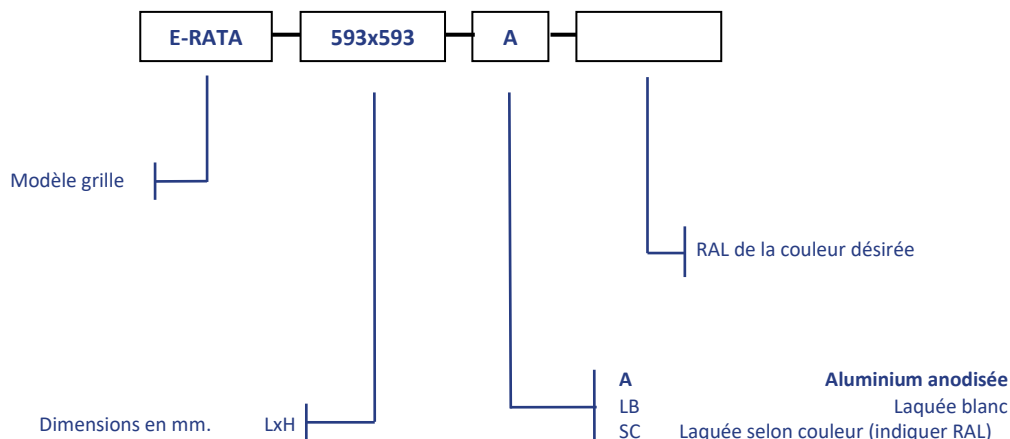 E-RATA 593x593 A
Modèle grille
RAL de la couleur désirée
A Aluminium anodisée
LB Laquée blanc
Dimensions en mm. LxH
SC Laquée selon couleur (indiquer RAL)